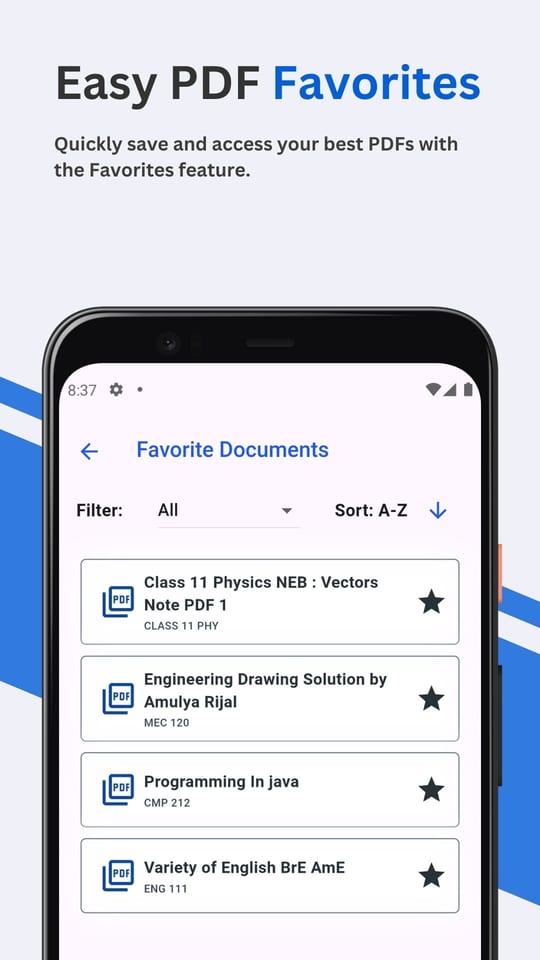 Easy PDF Favorites
Quickly save and access your best PDFs with
the Favorites feature.
8:37
Favorite Documents
Filter:
All
Sort: A-Z
PDF
Class 11 Physics NEB : Vectors
Note PDF 1
CLASS 11 PHY
PDF
Engineering Drawing Solution by
Amulya Rijal
MEC 120
PDF
Programming In java
CMP 212
PDF
Variety of English BrE AmE
ENG 111